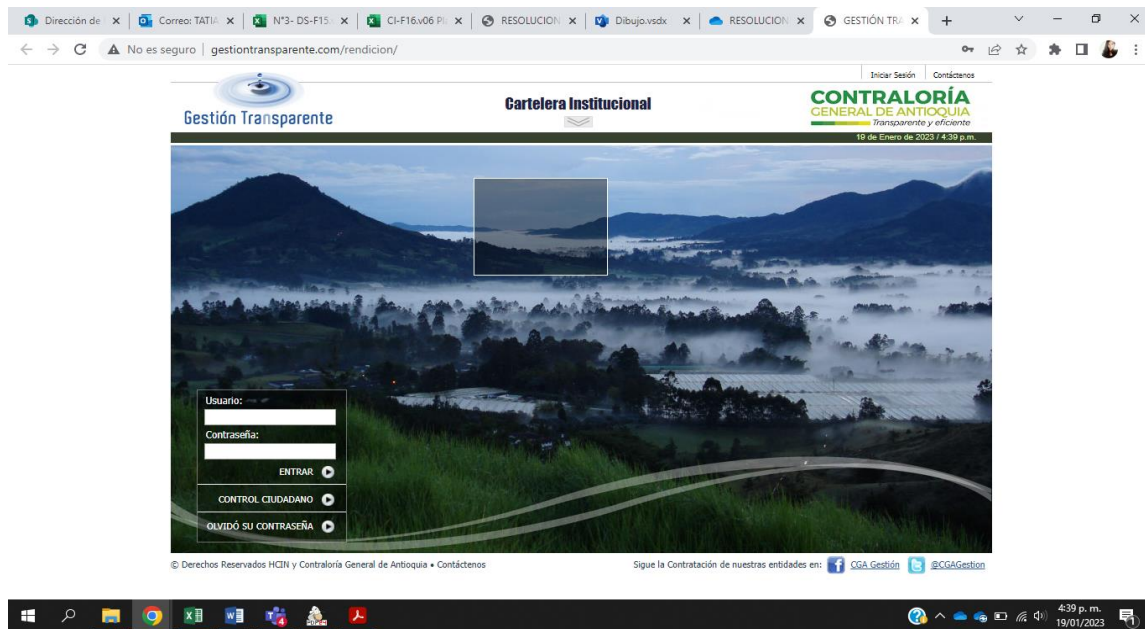 Dirección de
Correo: TATIA
N°3- DS-F15.
CI-F16.v06 Pl
RESOLUCION
Dibujo.vsdx
RESOLUCION
GESTIÓN TRA
No es seguro | gestiontransparente.com/rendicion/
Iniciar Sesión
Contáctenos
Gestión Transparente
Cartelera Institucional
CONTRALORÍA
GENERAL DE ANTIOQUIA
Transparente y eficiente
19 de Enero de 2023 / 4:39 p.m.
Usuario:
Contraseña:
ENTRAR
CONTROL CIUDADANO
OLVIDÓ SU CONTRASEÑA
© Derechos Reservados HCIN y Contraloría General de Antioquia • Contáctenos
Sigue la Contratación de nuestras entidades en: CGA Gestión @CGAGestion
4:39 p. m.
19/01/2023